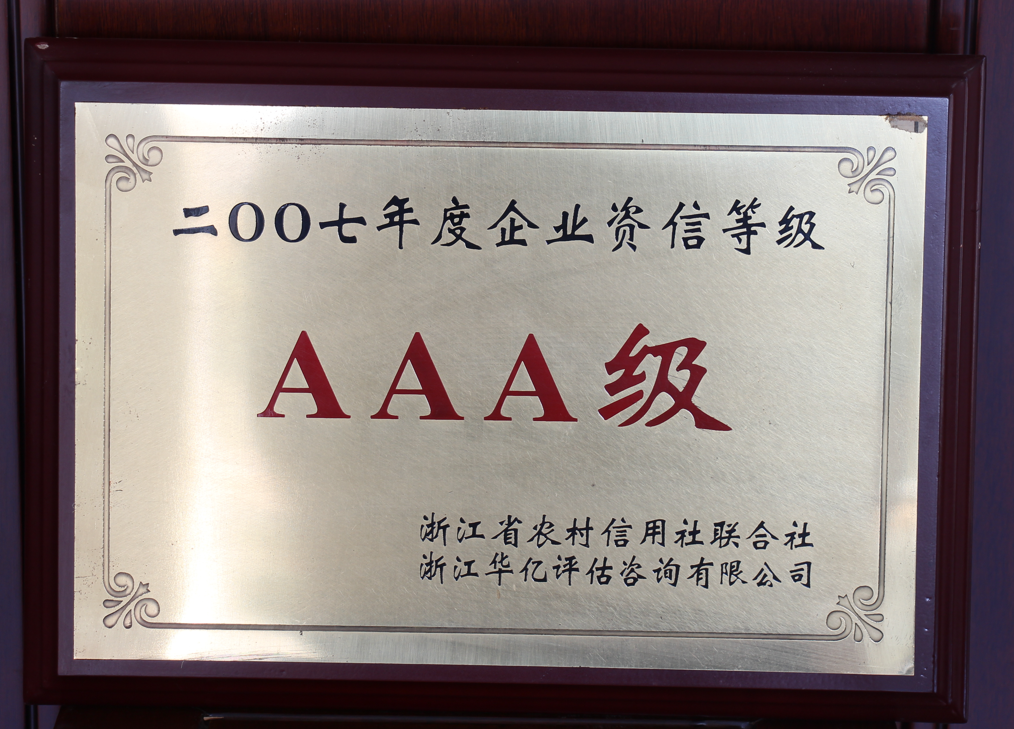 二OO七年度企业资信等级
AAA级
浙江省农村信用社联合社
浙江华亿评估咨询有限公司